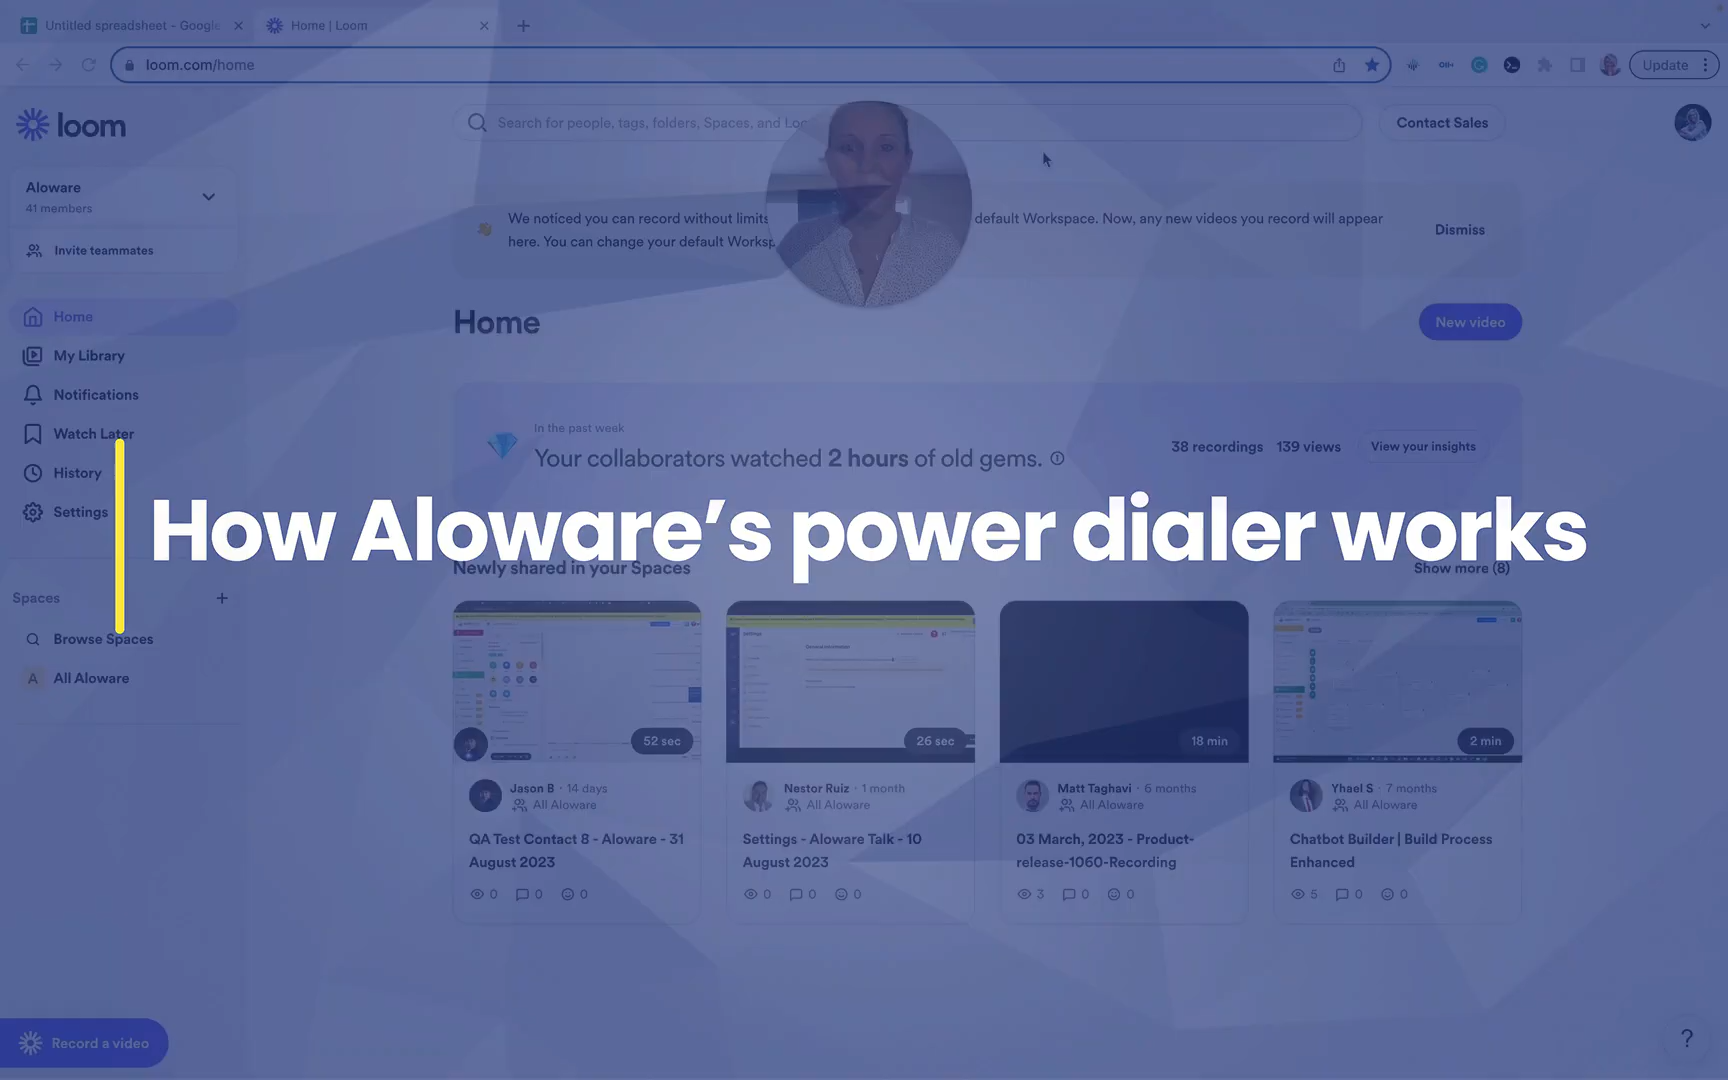 Untitled spreadsheet - Google
Home | Loom
loom.com/home
Update
loom
Search for people, tags, folders, Spaces, and Loo
Contact Sales
Aloware
41 members
Invite teammates
We noticed you can record without limits
default Workspace. Now, any new videos you record will appear
here. You can change your default Worksp
Dismiss
Home
My Library
Notifications
Watch Later
History
Settings
Home
New video
In the past week
Your collaborators watched 2 hours of old gems.
38 recordings
139 views
View your insights
How Aloware’s power dialer works
Newly shared in your Spaces
Show more (8)
Spaces
Browse Spaces
A All Aloware
52 sec
26 sec
18 min
2 min
Jason B · 14 days
All Aloware
QA Test Contact 8 - Aloware - 31
August 2023
0 0 0
Nestor Ruiz · 1 month
All Aloware
Settings - Aloware Talk - 10
August 2023
0 0 0
Matt Taghavi · 6 months
All Aloware
03 March, 2023 - Product-
release-1060-Recording
3 0 0
Yhael S · 7 months
All Aloware
Chatbot Builder | Build Process
Enhanced
5 0 0
Record a video
?